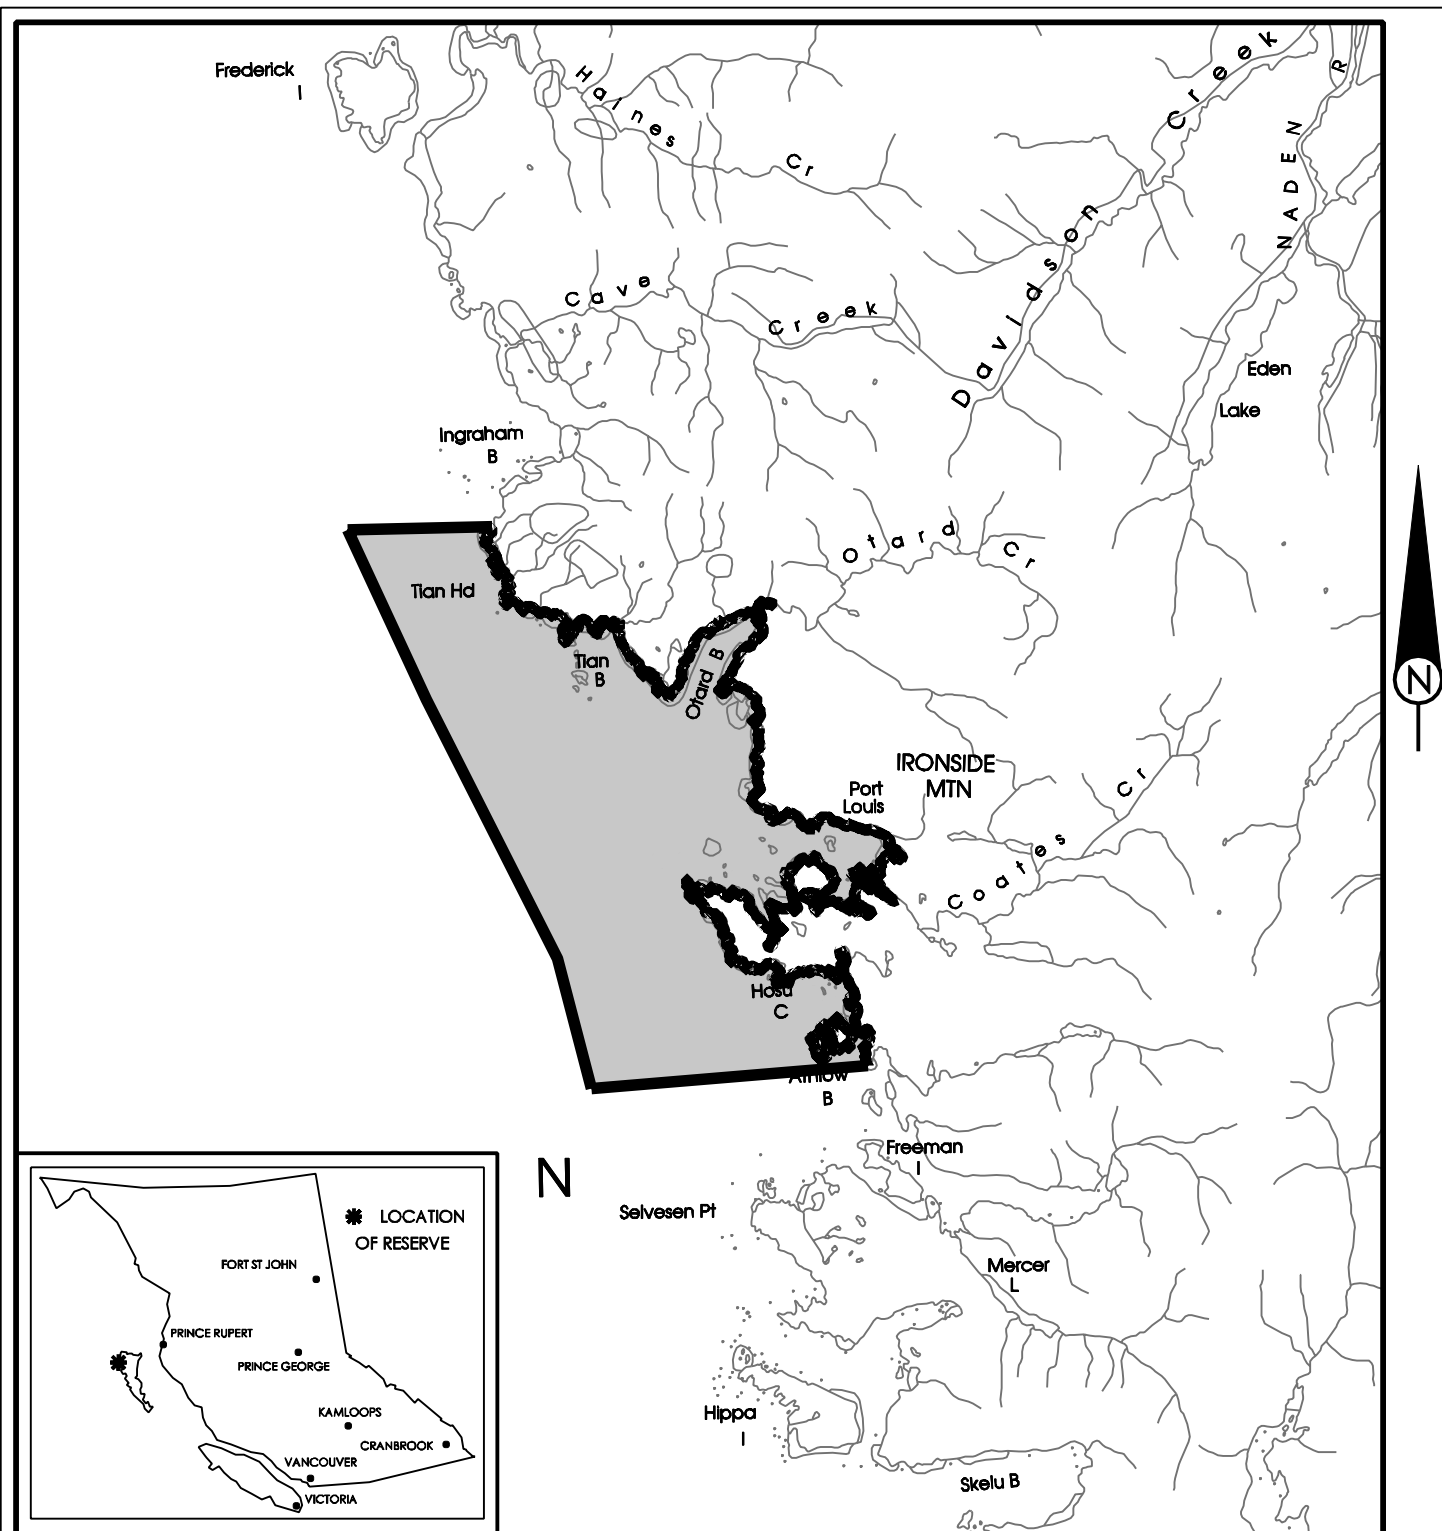 Frederick
I
Haines
Cr
Davidson
Creek
NADEN
R
Cave
Creek
Eden
Lake
Ingraham
B
Otard
Cr
Tian Hd
Tian
B
Otard B
IRONSIDE
MTN
Port
Louis
Coates
Cr
Hosu
C
Athlow
B
Freeman
I
N
Selvesen Pt
Mercer
L
Hippa
I
Skelu B
N
LOCATION
OF RESERVE
FORT ST JOHN
PRINCE RUPERT
PRINCE GEORGE
KAMLOOPS
CRANBROOK
VANCOUVER
VICTORIA